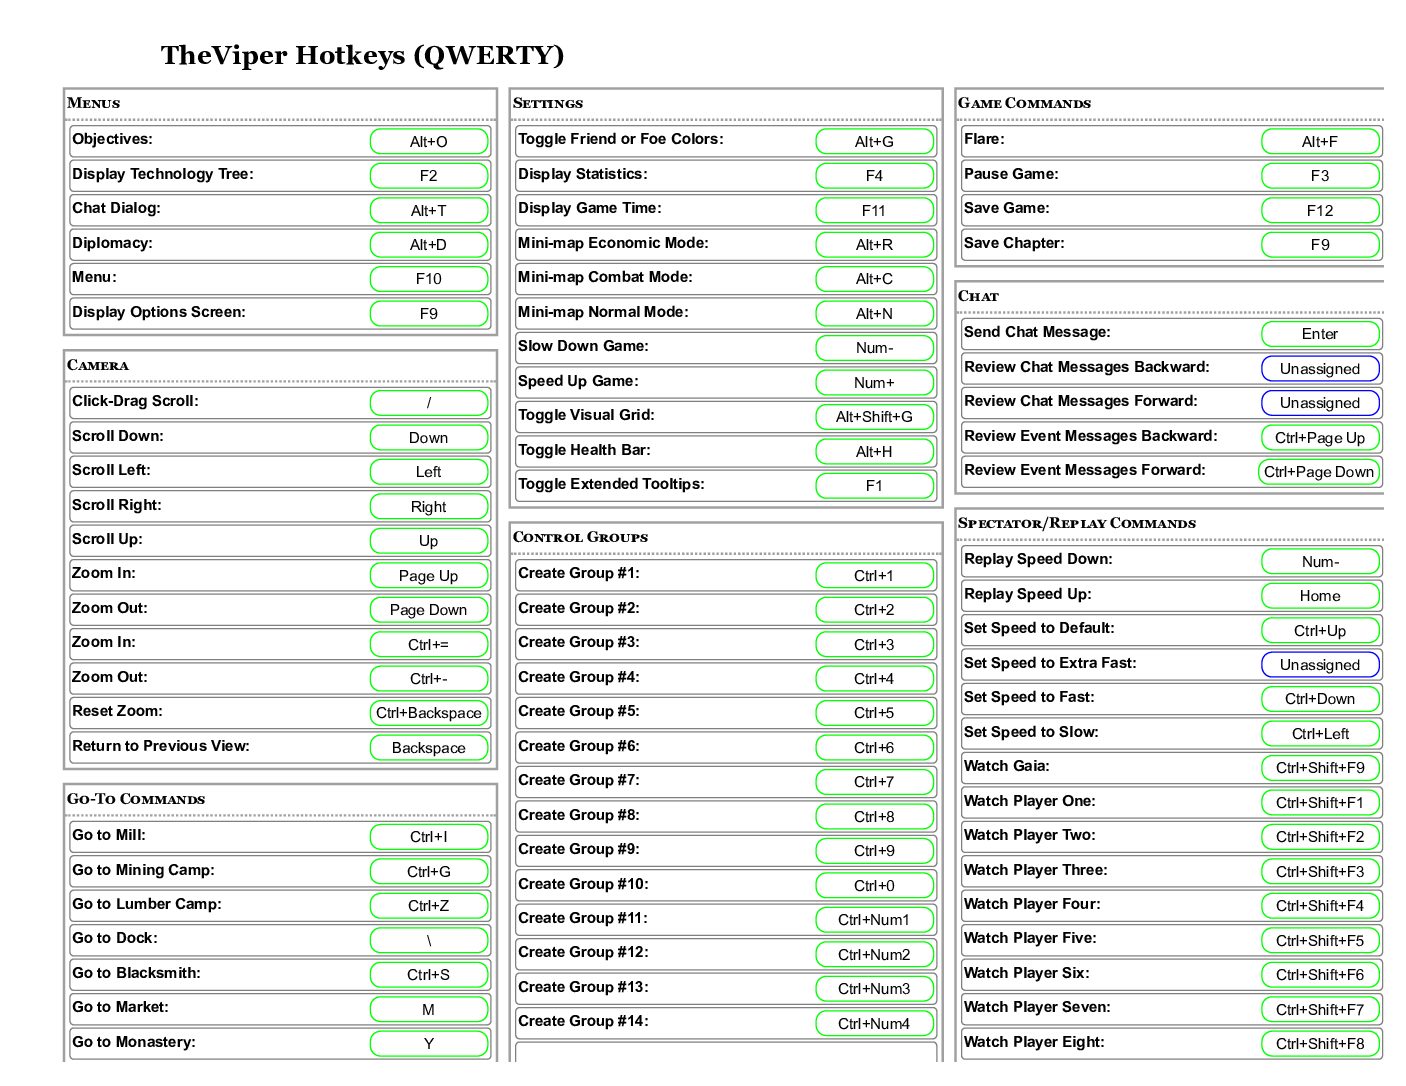 TheViper Hotkeys (QWERTY)
Menus
Objectives: Alt+O
Display Technology Tree: F2
Chat Dialog: Alt+T
Diplomacy: Alt+D
Menu: F10
Display Options Screen: F9
Camera
Click-Drag Scroll: /
Scroll Down: Down
Scroll Left: Left
Scroll Right: Right
Scroll Up: Up
Zoom In: Page Up
Zoom Out: Page Down
Zoom In: Ctrl+=
Zoom Out: Ctrl+-
Reset Zoom: Ctrl+Backspace
Return to Previous View: Backspace
Go-To Commands
Go to Mill: Ctrl+I
Go to Mining Camp: Ctrl+G
Go to Lumber Camp: Ctrl+Z
Go to Dock: \
Go to Blacksmith: Ctrl+S
Go to Market: M
Go to Monastery: Y
Settings
Toggle Friend or Foe Colors: Alt+G
Display Statistics: F4
Display Game Time: F11
Mini-map Economic Mode: Alt+R
Mini-map Combat Mode: Alt+C
Mini-map Normal Mode: Alt+N
Slow Down Game: Num-
Speed Up Game: Num+
Toggle Visual Grid: Alt+Shift+G
Toggle Health Bar: Alt+H
Toggle Extended Tooltips: F1
Control Groups
Create Group #1: Ctrl+1
Create Group #2: Ctrl+2
Create Group #3: Ctrl+3
Create Group #4: Ctrl+4
Create Group #5: Ctrl+5
Create Group #6: Ctrl+6
Create Group #7: Ctrl+7
Create Group #8: Ctrl+8
Create Group #9: Ctrl+9
Create Group #10: Ctrl+0
Create Group #11: Ctrl+Num1
Create Group #12: Ctrl+Num2
Create Group #13: Ctrl+Num3
Create Group #14: Ctrl+Num4
Game Commands
Flare: Alt+F
Pause Game: F3
Save Game: F12
Save Chapter: F9
Chat
Send Chat Message: Enter
Review Chat Messages Backward: Unassigned
Review Chat Messages Forward: Unassigned
Review Event Messages Backward: Ctrl+Page Up
Review Event Messages Forward: Ctrl+Page Down
Spectator/Replay Commands
Replay Speed Down: Num-
Replay Speed Up: Home
Set Speed to Default: Ctrl+Up
Set Speed to Extra Fast: Unassigned
Set Speed to Fast: Ctrl+Down
Set Speed to Slow: Ctrl+Left
Watch Gaia: Ctrl+Shift+F9
Watch Player One: Ctrl+Shift+F1
Watch Player Two: Ctrl+Shift+F2
Watch Player Three: Ctrl+Shift+F3
Watch Player Four: Ctrl+Shift+F4
Watch Player Five: Ctrl+Shift+F5
Watch Player Six: Ctrl+Shift+F6
Watch Player Seven: Ctrl+Shift+F7
Watch Player Eight: Ctrl+Shift+F8